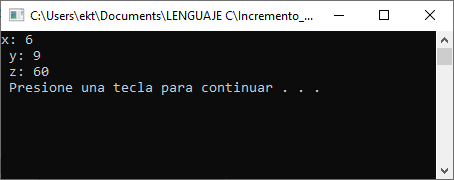 C:\Users\ekt\Documents\LENGUAJE C\Incremento_...
x: 6
y: 9
z: 60
Presione una tecla para continuar . . .